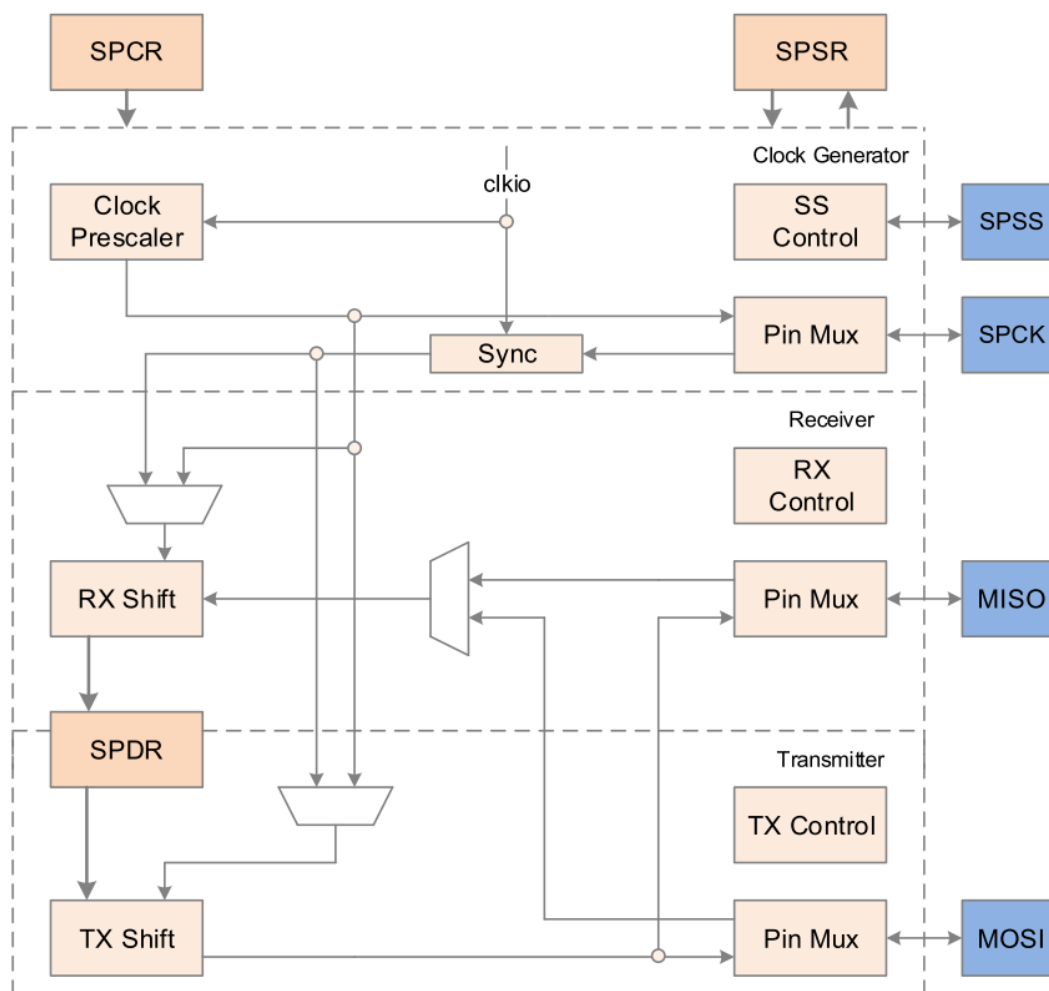 SPCR
SPSR
Clock Generator
clkio
Clock
Prescaler
SS
Control
SPSS
Sync
Pin Mux
SPCK
Receiver
RX
Control
RX Shift
Pin Mux
MISO
SPDR
Transmitter
TX Control
TX Shift
Pin Mux
MOSI